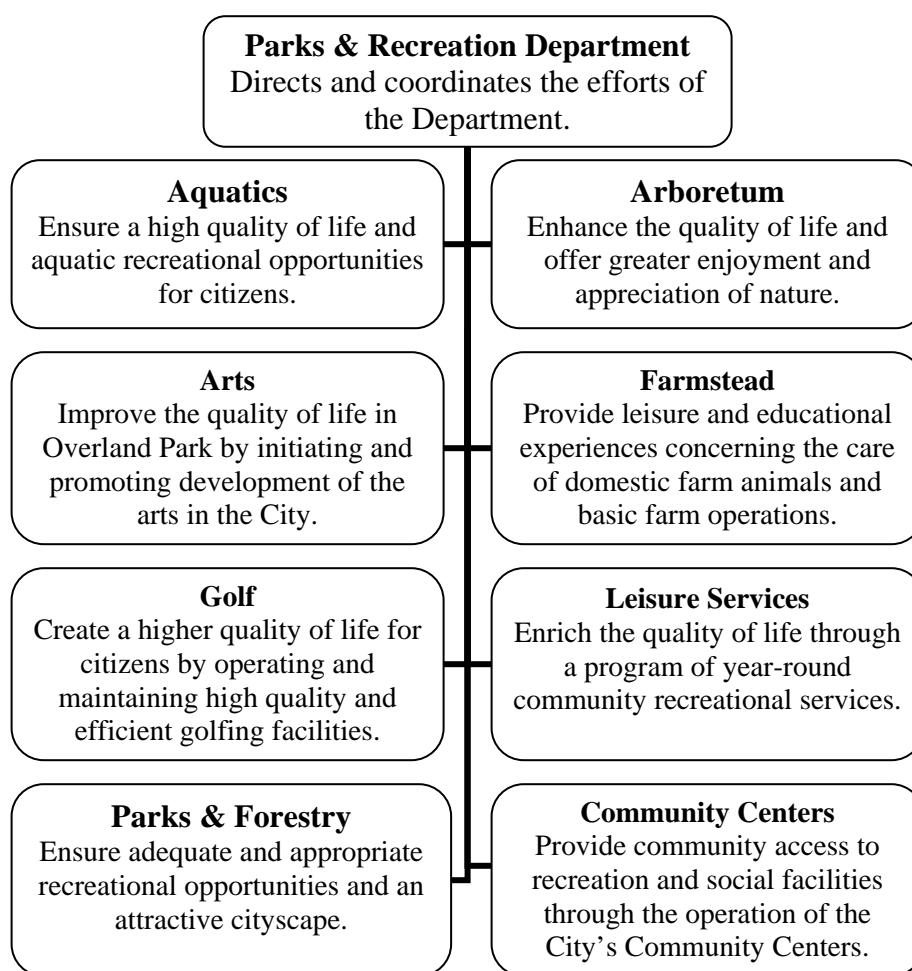 Parks & Recreation Department
Directs and coordinates the efforts of
the Department.
Aquatics
Ensure a high quality of life and
aquatic recreational opportunities
for citizens.
Arboretum
Enhance the quality of life and
offer greater enjoyment and
appreciation of nature.
Arts
Improve the quality of life in
Overland Park by initiating and
promoting development of the
arts in the City.
Farmstead
Provide leisure and educational
experiences concerning the care
of domestic farm animals and
basic farm operations.
Golf
Create a higher quality of life for
citizens by operating and
maintaining high quality and
efficient golfing facilities.
Leisure Services
Enrich the quality of life through
a program of year-round
community recreational services.
Parks & Forestry
Ensure adequate and appropriate
recreational opportunities and an
attractive cityscape.
Community Centers
Provide community access to
recreation and social facilities
through the operation of the
City’s Community Centers.